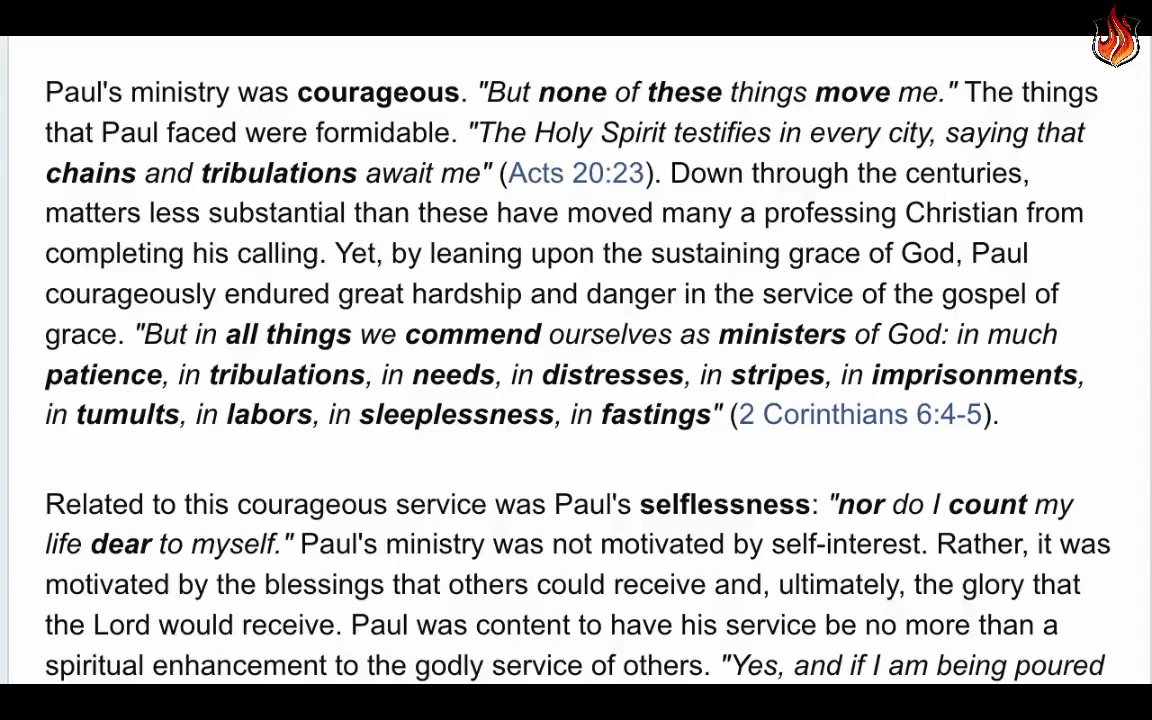 Paul's ministry was courageous. "But none of these things move me." The things
that Paul faced were formidable. "The Holy Spirit testifies in every city, saying that
chains and tribulations await me" (Acts 20:23). Down through the centuries,
matters less substantial than these have moved many a professing Christian from
completing his calling. Yet, by leaning upon the sustaining grace of God, Paul
courageously endured great hardship and danger in the service of the gospel of
grace. "But in all things we commend ourselves as ministers of God: in much
patience, in tribulations, in needs, in distresses, in stripes, in imprisonments,
in tumults, in labors, in sleeplessness, in fastings" (2 Corinthians 6:4-5).
Related to this courageous service was Paul's selflessness: "nor do I count my
life dear to myself." Paul's ministry was not motivated by self-interest. Rather, it was
motivated by the blessings that others could receive and, ultimately, the glory that
the Lord would receive. Paul was content to have his service be no more than a
spiritual enhancement to the godly service of others. "Yes, and if I am being poured